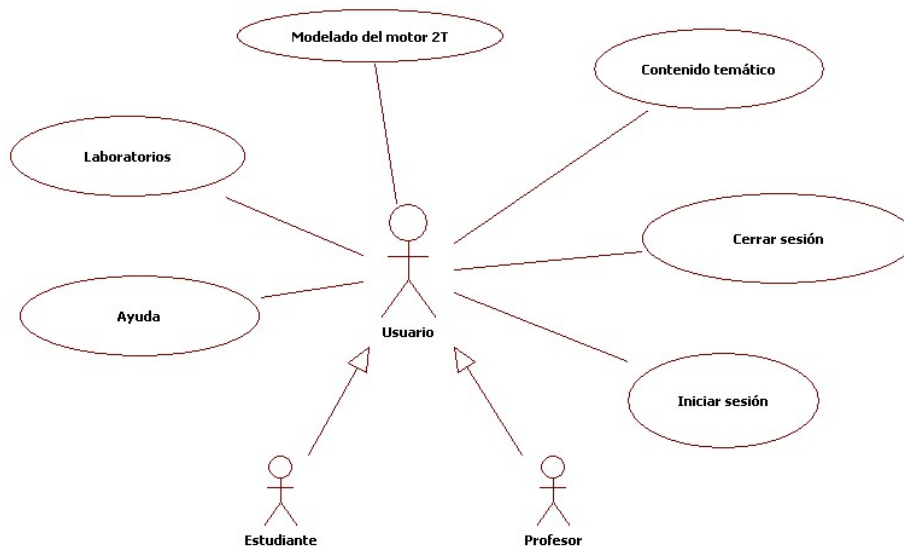 Modelado del motor 2T
Contenido temático
Laboratorios
Cerrar sesión
Ayuda
Usuario
Iniciar sesión
Estudiante
Profesor